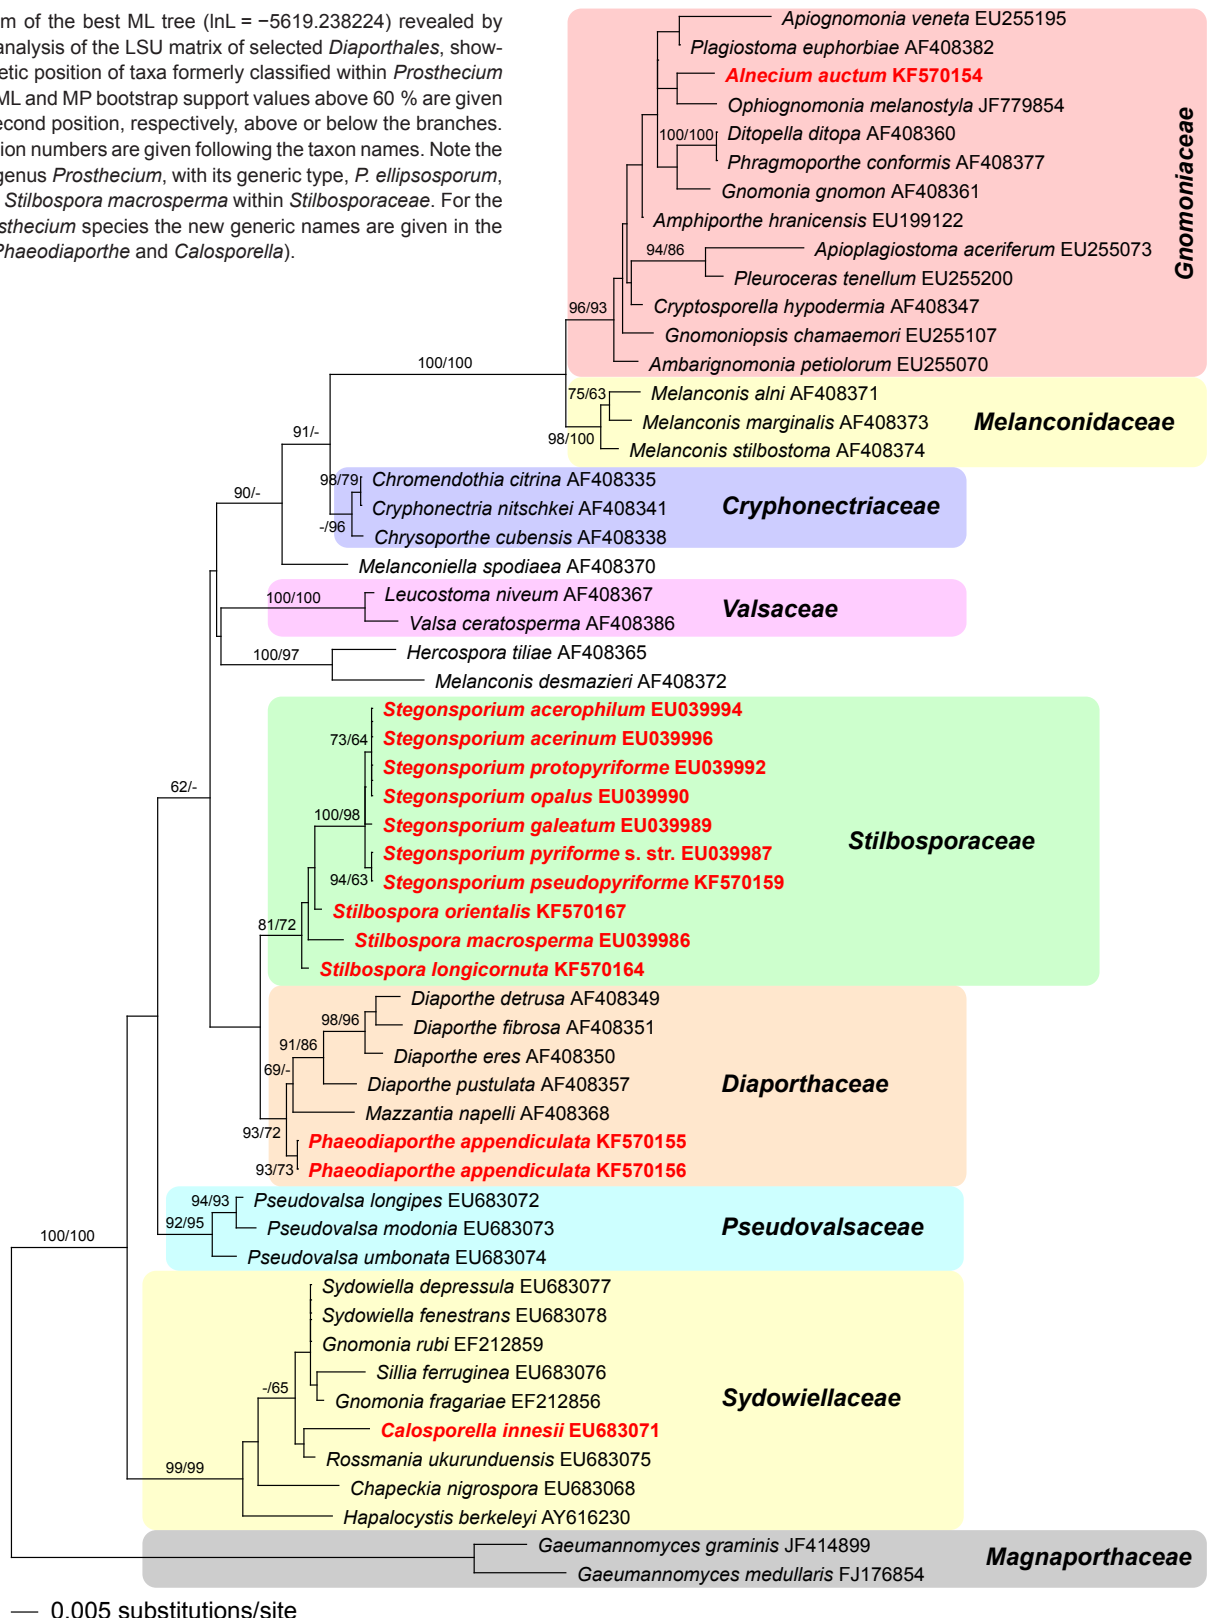 m of the best ML tree (lnL = −5619.238224) revealed by
analysis of the LSU matrix of selected Diaporthales, show-
etic position of taxa formerly classified within Prosthecium
ML and MP bootstrap support values above 60 % are given
econd position, respectively, above or below the branches.
ion numbers are given following the taxon names. Note the
genus Prosthecium, with its generic type, P. ellipsosporum,
Stilbospora macrosperma within Stilbosporaceae. For the
sthecium species the new generic names are given in the
Phaeodiaporthe and Calosporella).
Apiognomonia veneta EU255195
Plagiostoma euphorbiae AF408382
Alnecium auctum KF570154
Ophiognomonia melanostyla JF779854
100/100
Ditopella ditopa AF408360
Phragmoporthe conformis AF408377
Gnomonia gnomon AF408361
Amphiporthe hranicensis EU199122
94/86
Apioplagiostoma aceriferum EU255073
Pleuroceras tenellum EU255200
Cryptosporella hypodermia AF408347
96/93
Gnomoniopsis chamaemori EU255107
Ambarignomonia petiolorum EU255070
Gnomoniaceae
100/100
75/63
Melanconis alni AF408371
Melanconis marginalis AF408373
98/100
Melanconis stilbostoma AF408374
Melanconidaceae
91/-
98/79
Chromendothia citrina AF408335
90/-
Cryphonectria nitschkei AF408341
-/96
Chrysoporthe cubensis AF408338
Cryphonectriaceae
Melanconiella spodiaea AF408370
100/100
Leucostoma niveum AF408367
Valsa ceratosperma AF408386
Valsaceae
100/97
Hercospora tiliae AF408365
Melanconis desmazieri AF408372
Stegonsporium acerophilum EU039994
73/64
Stegonsporium acerinum EU039996
Stegonsporium protopyriforme EU039992
62/-
Stegonsporium opalus EU039990
100/98
Stegonsporium galeatum EU039989
Stegonsporium pyriforme s. str. EU039987
94/63
Stegonsporium pseudopyriforme KF570159
Stilbosporaceae
Stilbospora orientalis KF570167
81/72
Stilbospora macrosperma EU039986
Stilbospora longicornuta KF570164
Diaporthe detrusa AF408349
98/96
Diaporthe fibrosa AF408351
91/86
Diaporthe eres AF408350
69/-
Diaporthe pustulata AF408357
Diaporthaceae
Mazzantia napelli AF408368
93/72
Phaeodiaporthe appendiculata KF570155
93/73
Phaeodiaporthe appendiculata KF570156
94/93
Pseudovalsa longipes EU683072
92/95
Pseudovalsa modonia EU683073
Pseudovalsaceae
100/100
Pseudovalsa umbonata EU683074
Sydowiella depressula EU683077
Sydowiella fenestrans EU683078
Gnomonia rubi EF212859
Sillia ferruginea EU683076
-/65
Gnomonia fragariae EF212856
Sydowiellaceae
Calosporella innesii EU683071
Rossmania ukurunduensis EU683075
99/99
Chapeckia nigrospora EU683068
Hapalocystis berkeleyi AY616230
Gaeumannomyces graminis JF414899
Magnaporthaceae
Gaeumannomyces medullaris FJ176854
0.005 substitutions/site